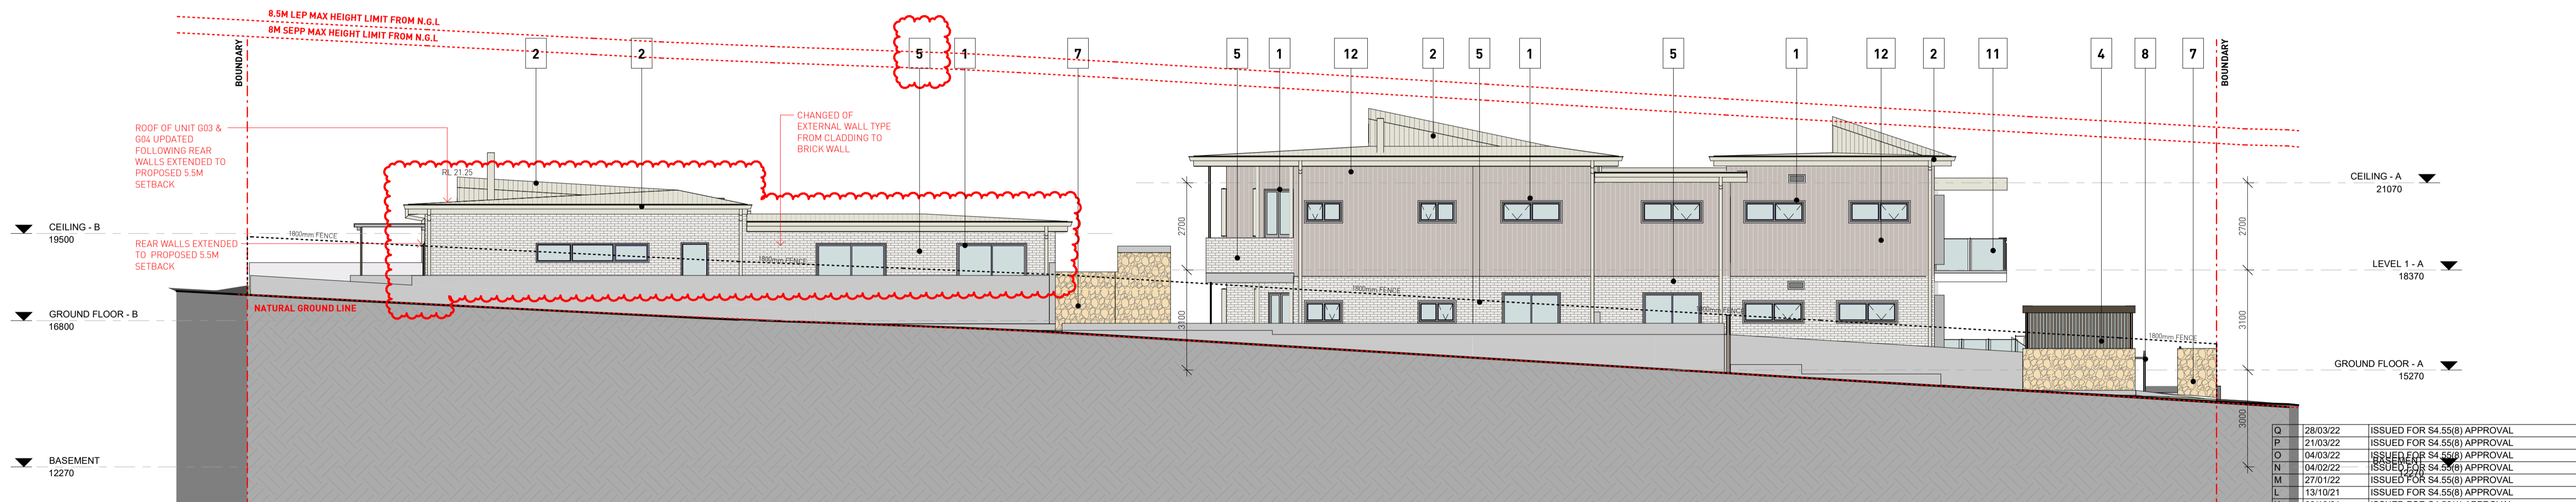 8.5M LEP MAX HEIGHT LIMIT FROM N.G.L
8M SEPP MAX HEIGHT LIMIT FROM N.G.L
BOUNDARY
2
2
5
1
7
5
1
12
2
5
1
5
1
12
2
11
4
8
7
BOUNDARY
ROOF OF UNIT G03 &
G04 UPDATED
FOLLOWING REAR
WALLS EXTENDED TO
PROPOSED 5.5M
SETBACK
RL 21.25
CHANGED OF
EXTERNAL WALL TYPE
FROM CLADDING TO
BRICK WALL
CEILING - B
19500
REAR WALLS EXTENDED
TO PROPOSED 5.5M
SETBACK
1800mm FENCE
1800mm FENCE
1800mm FENCE
1800mm FENCE
1800mm FENCE
NATURAL GROUND LINE
GROUND FLOOR - B
16800
BASEMENT
12270
2700
3100
CEILING - A
21070
2700
LEVEL 1 - A
18370
3100
GROUND FLOOR - A
15270
3000
BASEMENT
12270
Q 28/03/22 ISSUED FOR S4.55(8) APPROVAL
P 21/03/22 ISSUED FOR S4.55(8) APPROVAL
O 04/03/22 ISSUED FOR S4.55(8) APPROVAL
N 04/02/22 ISSUED FOR S4.55(8) APPROVAL
M 27/01/22 ISSUED FOR S4.55(8) APPROVAL
L 13/10/21 ISSUED FOR S4.55(8) APPROVAL